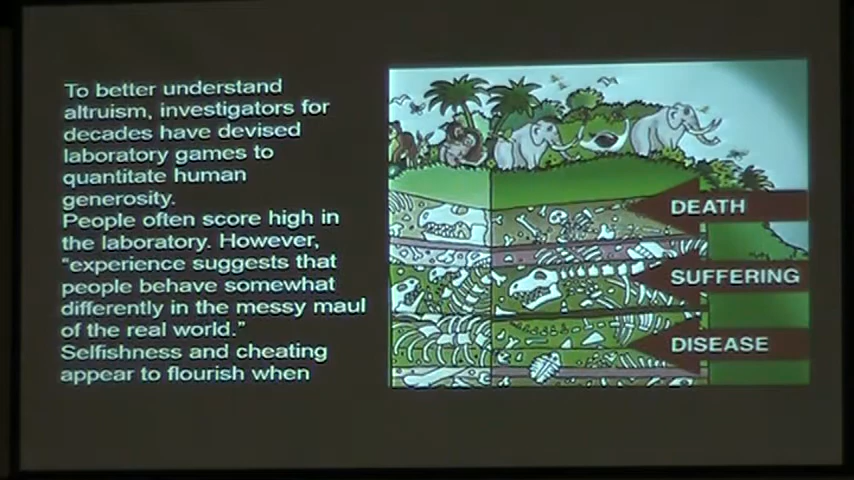 To better understand
altruism, investigators for
decades have devised
laboratory games to
quantitate human
generosity.
People often score high in
the laboratory. However,
“experience suggests that
people behave somewhat
differently in the messy maul
of the real world.”
Selfishness and cheating
appear to flourish when
DEATH
SUFFERING
DISEASE